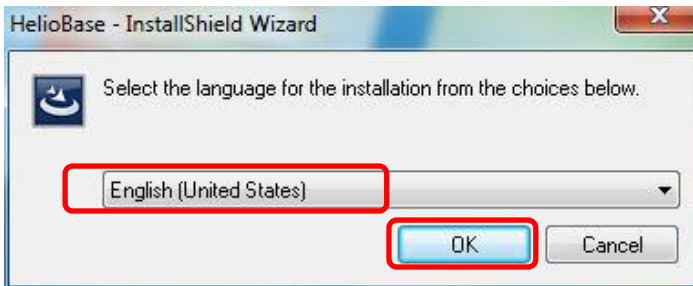 HelioBase - InstallShield Wizard
Select the language for the installation from the choices below.
English (United States)
OK
Cancel